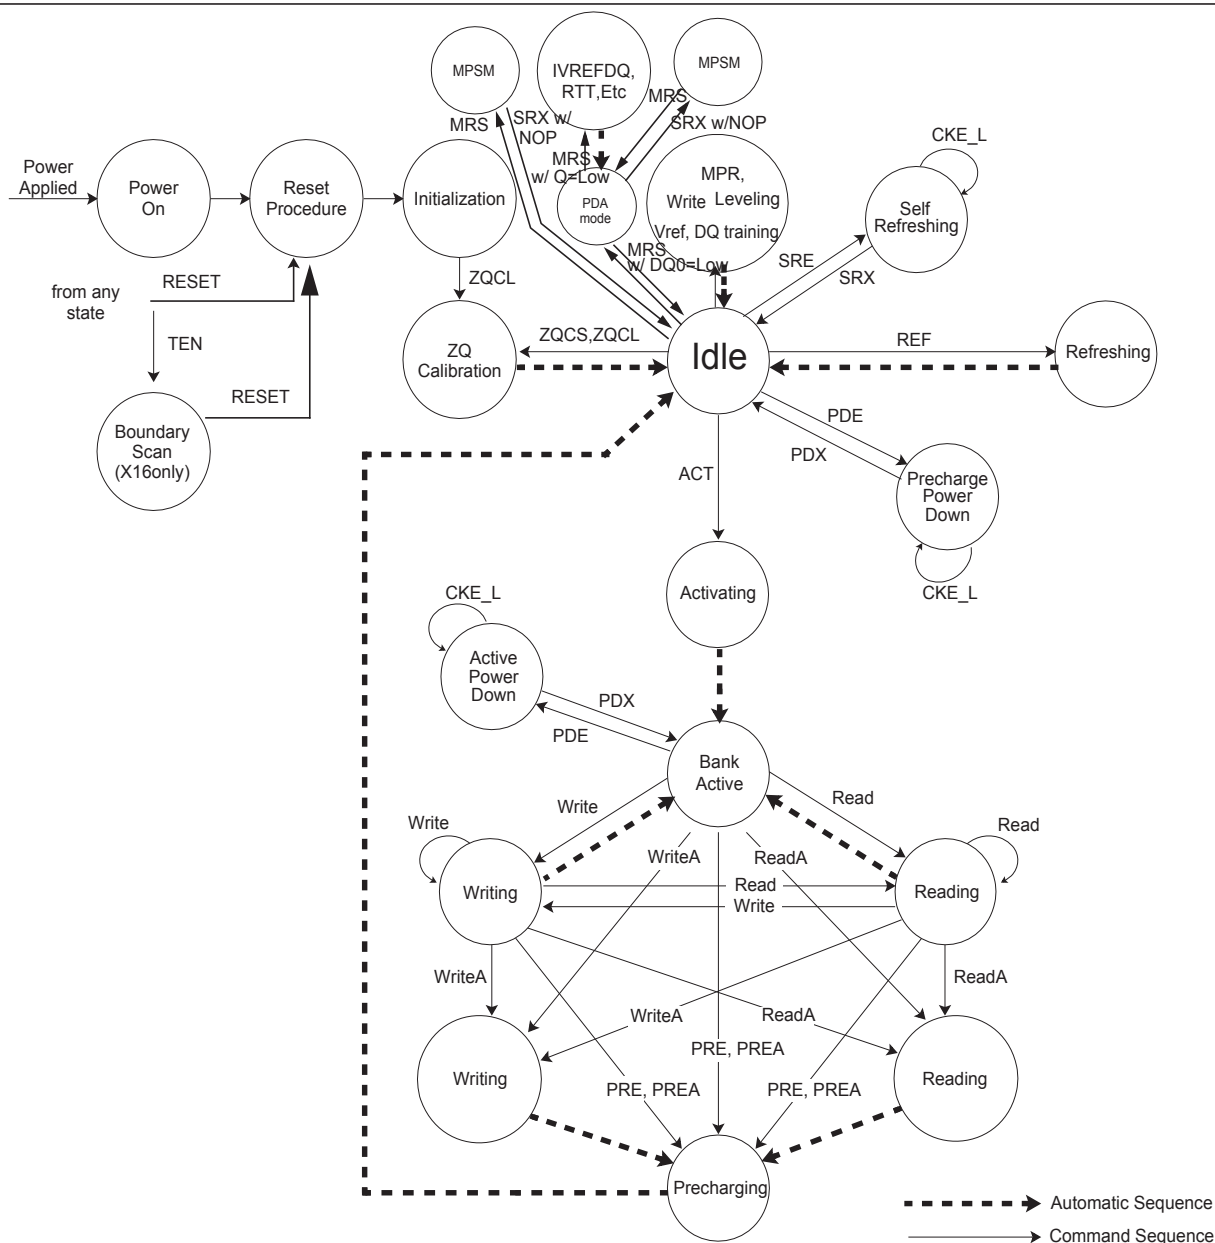 MPSM
IVREFDQ,
RTT,Etc
MPSM
MRS
SRX w/
NOP
MRS
SRX w/NOP
CKE_L
Power
Applied
Power
On
Reset
Procedure
Initialization
MRS
w/ Q=Low
PDA
mode
MPR,
Write Leveling
Vref, DQ training
Self
Refreshing
MRS
w/ DQ0=Low
SRE
SRX
from any
state
RESET
ZQCL
TEN
ZQ
Calibration
ZQCS,ZQCL
Idle
REF
Refreshing
RESET
Boundary
Scan
(X16only)
PDE
PDX
ACT
Precharge
Power
Down
CKE_L
Activating
CKE_L
Active
Power
Down
PDX
PDE
Bank
Active
Write
Read
Write
WriteA
ReadA
Read
Writing
Read
Write
Reading
WriteA
ReadA
WriteA
ReadA
PRE, PREA
Writing
PRE, PREA
PRE, PREA
Reading
Precharging
Automatic Sequence
Command Sequence